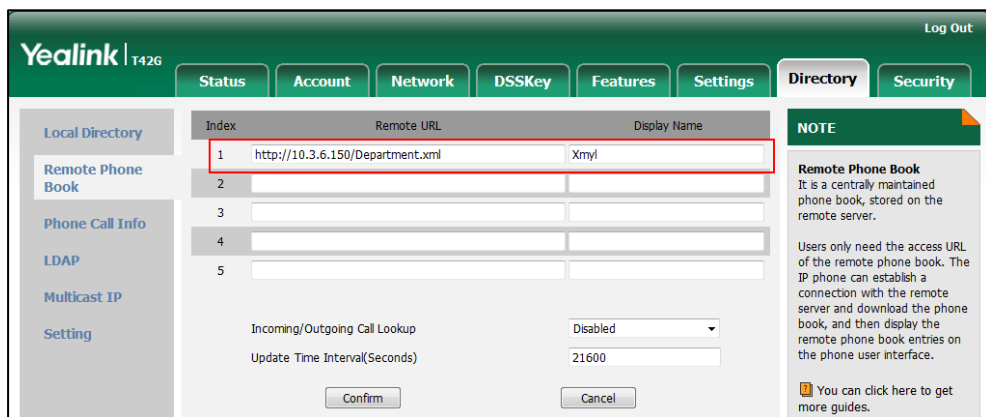 Log Out
Yealink T42G
Status Account Network DSSKey Features Settings Directory Security
Local Directory
Remote Phone
Book
Phone Call Info
LDAP
Multicast IP
Setting
Index Remote URL Display Name
1 http://10.3.6.150/Department.xml Xmyl
2
3
4
5
Incoming/Outgoing Call Lookup Disabled
Update Time Interval(Seconds) 21600
Confirm Cancel
NOTE
Remote Phone Book
It is a centrally maintained
phone book, stored on the
remote server.
Users only need the access URL
of the remote phone book. The
IP phone can establish a
connection with the remote
server and download the phone
book, and then display the
remote phone book entries on
the phone user interface.
You can click here to get
more guides.